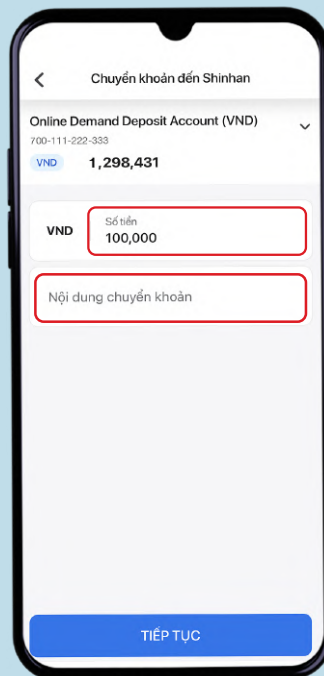 Chuyển khoản đến Shinhan
Online Demand Deposit Account (VND)
700-111-222-333
VND 1,298,431
VND
Số tiền
100,000
Nội dung chuyển khoản
TIẾP TỤC